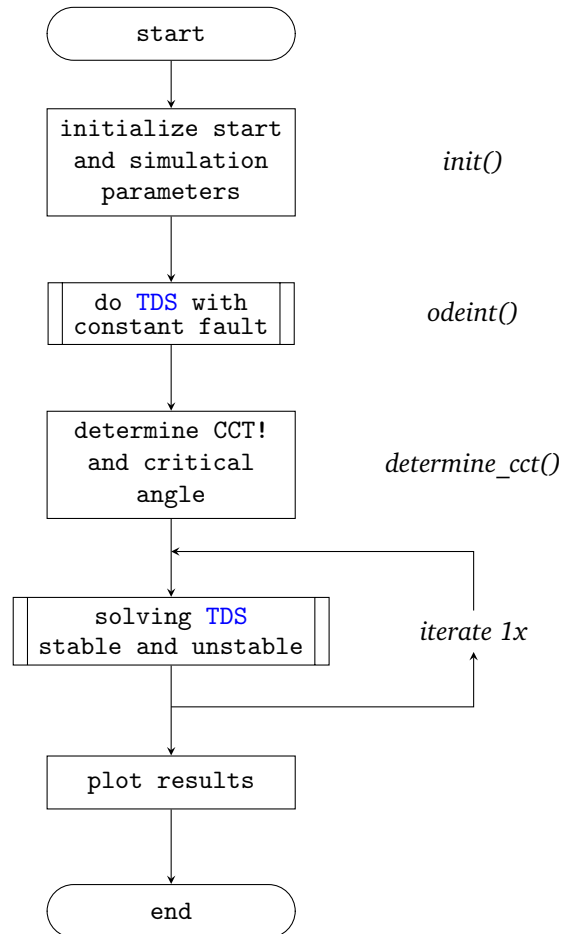 start
initialize start
and simulation
parameters
init()
do TDS with
constant fault
odeint()
determine CCT!
and critical
angle
determine_cct()
solving TDS
stable and unstable
iterate 1x
plot results
end